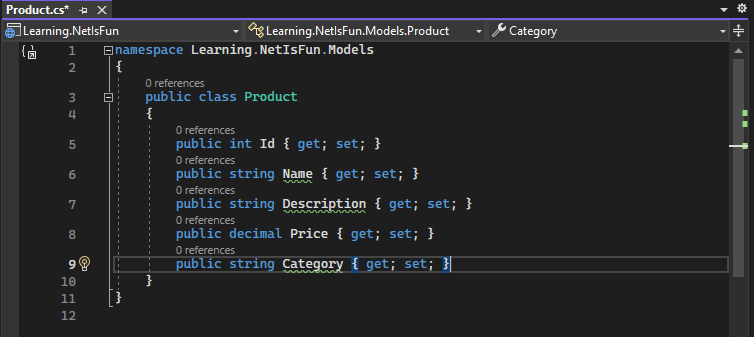 Product.cs*
Learning.NetIsFun Learning.NetIsFun.Models.Product Category
1 namespace Learning.NetIsFun.Models
2 {
0 references
3 public class Product
4 {
0 references
5 public int Id { get; set; }
0 references
6 public string Name { get; set; }
0 references
7 public string Description { get; set; }
0 references
8 public decimal Price { get; set; }
0 references
9 public string Category { get; set; }
10 }
11 }
12